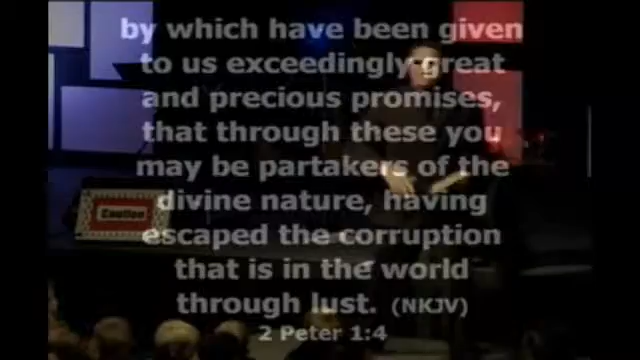 by which have been given
to us exceedingly great
and precious promises,
that through these you
may be partakers of the
divine nature, having
escaped the corruption
that is in the world
through lust. (NKJV)
2 Peter 1:4
Caution